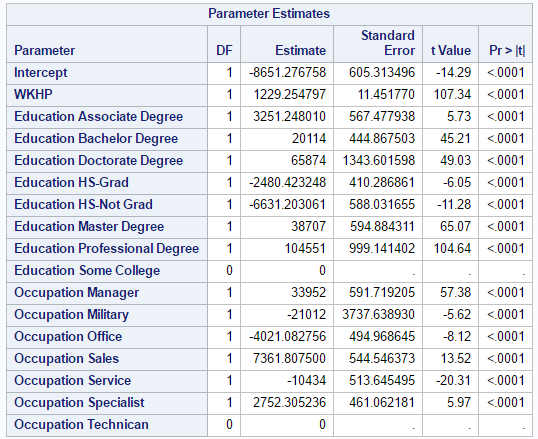 Parameter Estimates
Parameter DF Estimate Standard Error t Value Pr > |t|
Intercept 1 -8651.276758 605.313496 -14.29 <.0001
WKHP 1 1229.254797 11.451770 107.34 <.0001
Education Associate Degree 1 3251.248010 567.477938 5.73 <.0001
Education Bachelor Degree 1 20114 444.867503 45.21 <.0001
Education Doctorate Degree 1 65874 1343.601598 49.03 <.0001
Education HS-Grad 1 -2480.423248 410.286861 -6.05 <.0001
Education HS-Not Grad 1 -6631.203061 588.031655 -11.28 <.0001
Education Master Degree 1 38707 594.884311 65.07 <.0001
Education Professional Degree 1 104551 999.141402 104.64 <.0001
Education Some College 0 0 . . .
Occupation Manager 1 33952 591.719205 57.38 <.0001
Occupation Military 1 -21012 3737.638930 -5.62 <.0001
Occupation Office 1 -4021.082756 494.968645 -8.12 <.0001
Occupation Sales 1 7361.807500 544.546373 13.52 <.0001
Occupation Service 1 -10434 513.645495 -20.31 <.0001
Occupation Specialist 1 2752.305236 461.062181 5.97 <.0001
Occupation Technican 0 0 . . .